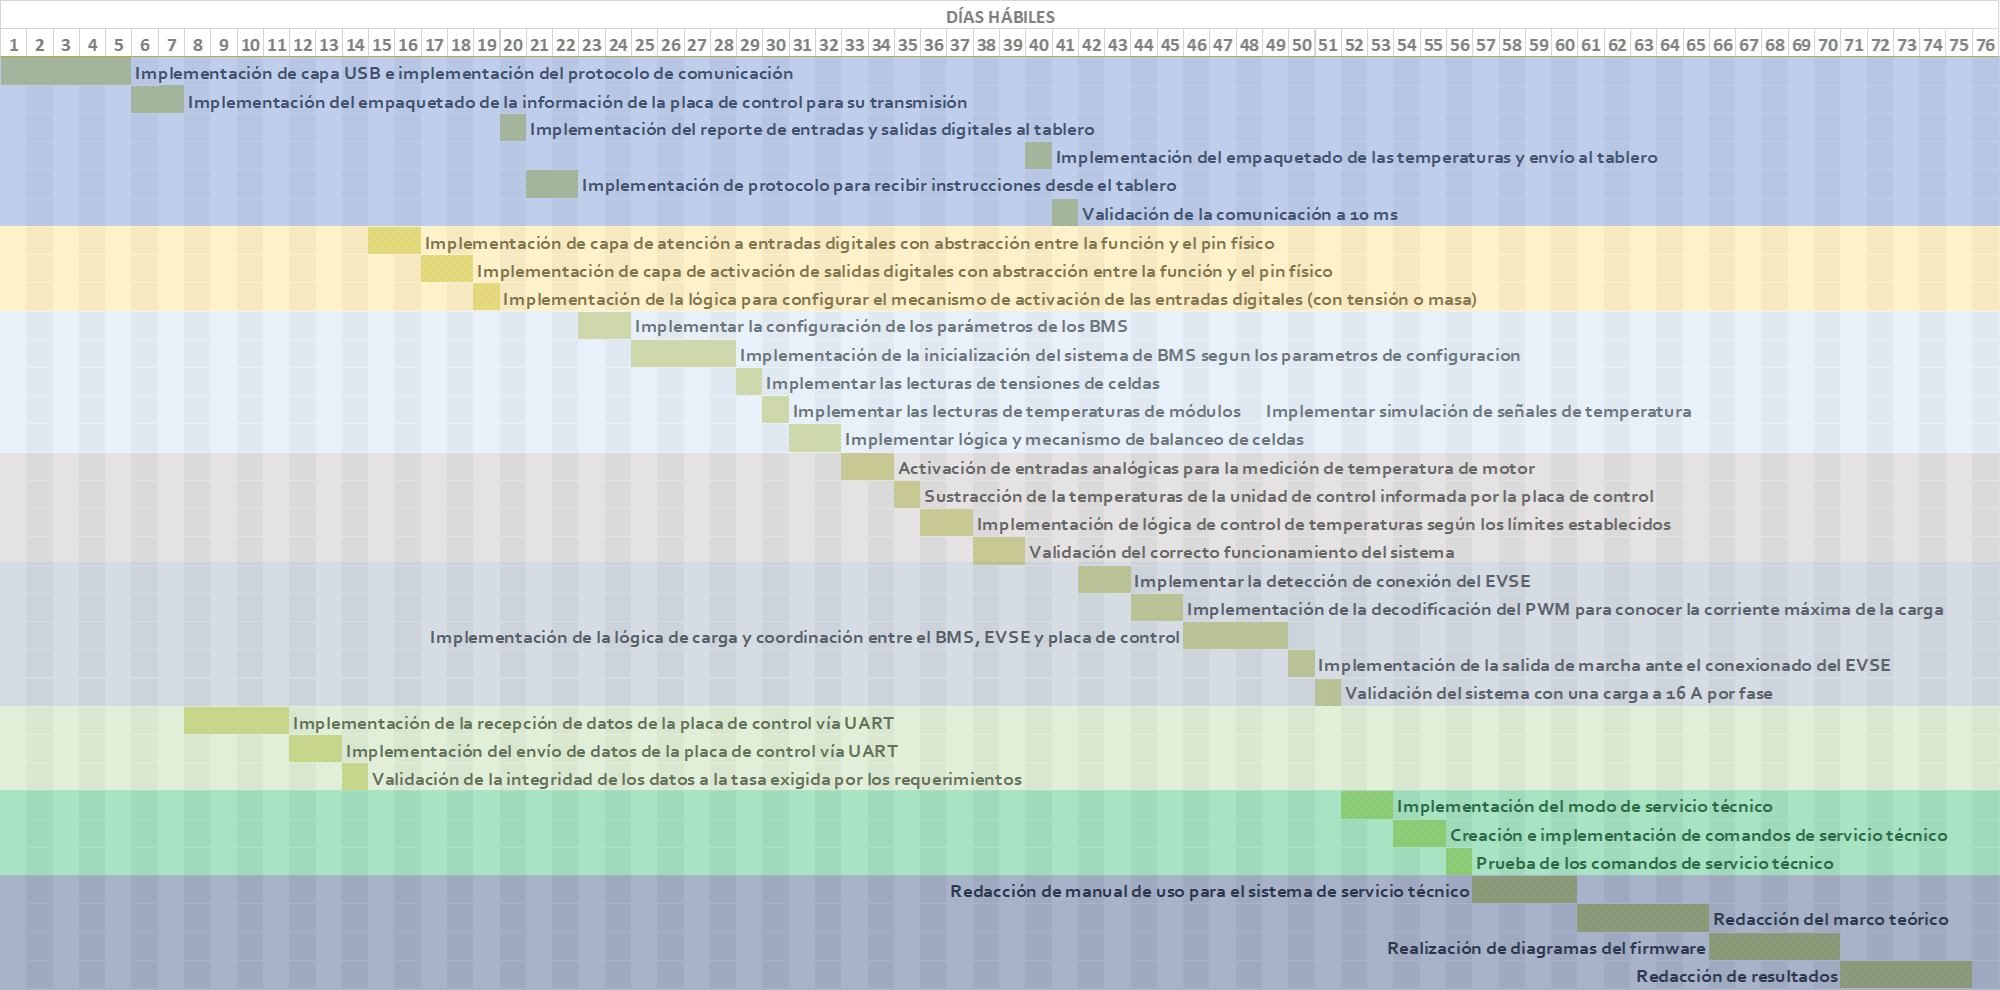 DÍAS HÁBILES
1 2 3 4 5 6 7 8 9 10 11 12 13 14 15 16 17 18 19 20 21 22 23 24 25 26 27 28 29 30 31 32 33 34 35 36 37 38 39 40 41 42 43 44 45 46 47 48 49 50 51 52 53 54 55 56 57 58 59 60 61 62 63 64 65 66 67 68 69 70 71 72 73 74 75 76
Implementación de capa USB e implementación del protocolo de comunicación
Implementación del empaquetado de la información de la placa de control para su transmisión
Implementación del reporte de entradas y salidas digitales al tablero
Implementación del empaquetado de las temperaturas y envío al tablero
Implementación de protocolo para recibir instrucciones desde el tablero
Validación de la comunicación a 10 ms
Implementación de capa de atención a entradas digitales con abstracción entre la función y el pin físico
Implementación de capa de activación de salidas digitales con abstracción entre la función y el pin físico
Implementación de la lógica para configurar el mecanismo de activación de las entradas digitales (con tensión o masa)
Implementar la configuración de los parámetros de los BMS
Implementación de la inicialización del sistema de BMS segun los parametros de configuracion
Implementar las lecturas de tensiones de celdas
Implementar las lecturas de temperaturas de módulos Implementar simulación de señales de temperatura
Implementar lógica y mecanismo de balanceo de celdas
Activación de entradas analógicas para la medición de temperatura de motor
Sustracción de la temperaturas de la unidad de control informada por la placa de control
Implementación de lógica de control de temperaturas según los límites establecidos
Validación del correcto funcionamiento del sistema
Implementar la detección de conexión del EVSE
Implementación de la decodificación del PWM para conocer la corriente máxima de la carga
Implementación de la lógica de carga y coordinación entre el BMS, EVSE y placa de control
Implementación de la salida de marcha ante el conexionado del EVSE
Validación del sistema con una carga a 16 A por fase
Implementación de la recepción de datos de la placa de control vía UART
Implementación del envío de datos de la placa de control vía UART
Validación de la integridad de los datos a la tasa exigida por los requerimientos
Implementación del modo de servicio técnico
Creación e implementación de comandos de servicio técnico
Prueba de los comandos de servicio técnico
Redacción de manual de uso para el sistema de servicio técnico
Redacción del marco teórico
Realización de diagramas del firmware
Redacción de resultados